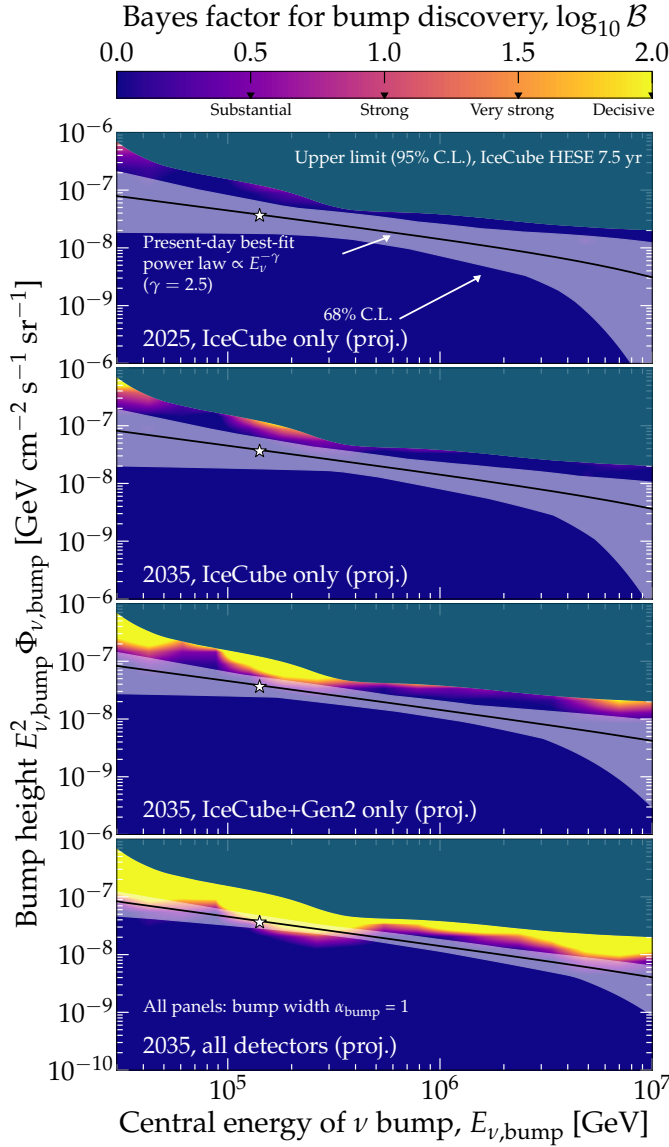 Bayes factor for bump discovery, log₁₀ ℬ
0.0 0.5 1.0 1.5 2.0
Substantial Strong Very strong Decisive
10⁻⁶
Upper limit (95% C.L.), IceCube HESE 7.5 yr
10⁻⁷
10⁻⁸
Present-day best-fit
power law ∝ E_ν^−γ
(γ = 2.5)
10⁻⁹
68% C.L.
2025, IceCube only (proj.)
10⁻⁶
10⁻⁷
10⁻⁸
10⁻⁹
2035, IceCube only (proj.)
10⁻⁶
10⁻⁷
10⁻⁸
10⁻⁹
2035, IceCube+Gen2 only (proj.)
10⁻⁶
10⁻⁷
10⁻⁸
10⁻⁹
All panels: bump width α_bump = 1
2035, all detectors (proj.)
10⁻¹⁰
Bump height E²_ν,bump Φ_ν,bump [GeV cm⁻² s⁻¹ sr⁻¹]
10⁵ 10⁶ 10⁷
Central energy of ν bump, E_ν,bump [GeV]